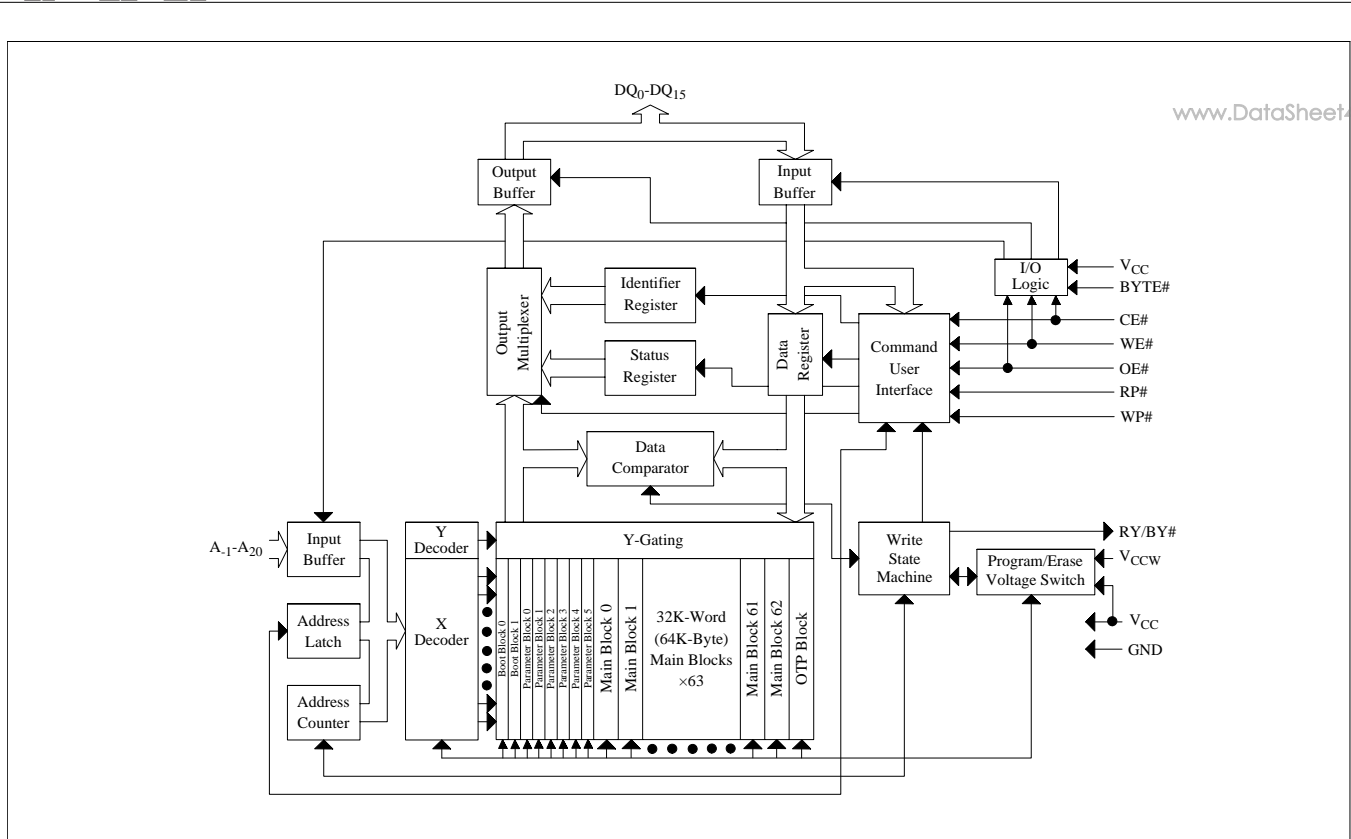 DQ0-DQ15
www.DataSheet4
Output
Buffer
Input
Buffer
I/O
Logic
VCC
BYTE#
Output
Multiplexer
Identifier
Register
Status
Register
Data
Register
Command
User
Interface
CE#
WE#
OE#
RP#
WP#
Data
Comparator
A-1-A20
Input
Buffer
Y
Decoder
Y-Gating
Write
State
Machine
RY/BY#
Program/Erase
Voltage Switch
VCCW
VCC
GND
Address
Latch
X
Decoder
Address
Counter
Boot Block 0
Boot Block 1
Parameter Block 0
Parameter Block 1
Parameter Block 2
Parameter Block 3
Parameter Block 4
Parameter Block 5
Main Block 0
Main Block 1
32K-Word
(64K-Byte)
Main Blocks
×63
Main Block 61
Main Block 62
OTP Block